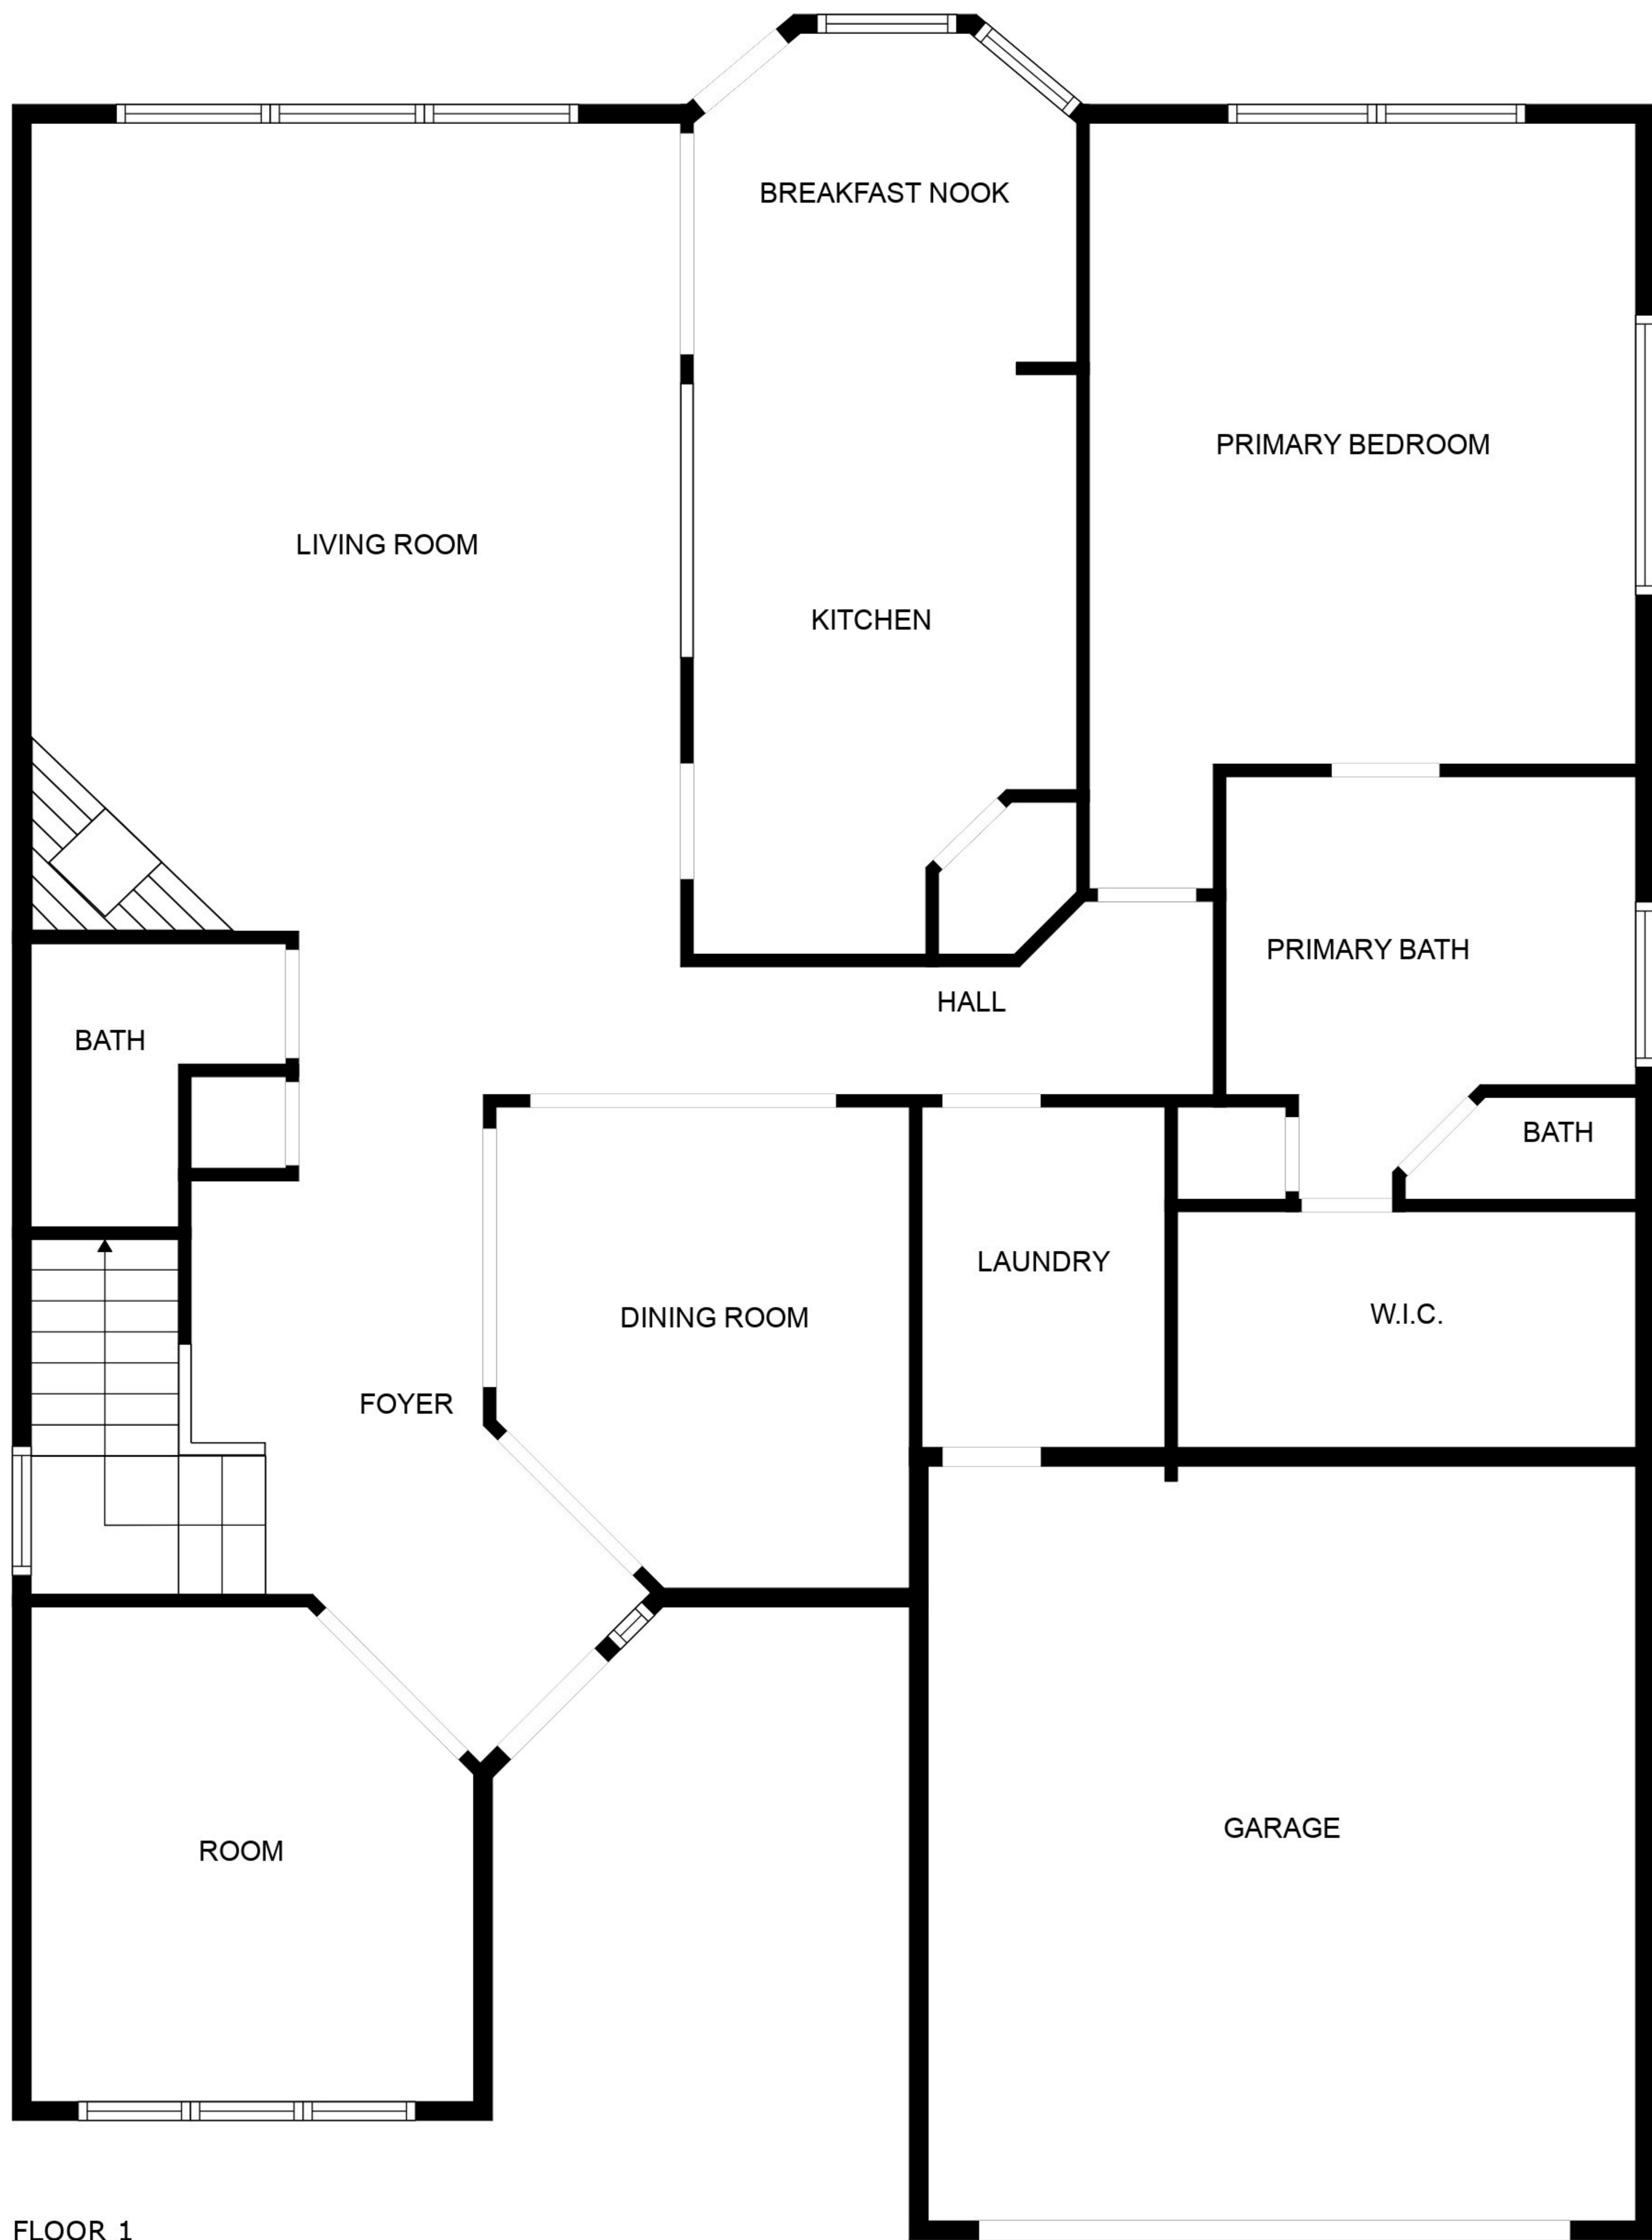 BREAKFAST NOOK
PRIMARY BEDROOM
LIVING ROOM
KITCHEN
PRIMARY BATH
HALL
BATH
BATH
LAUNDRY
W.I.C.
DINING ROOM
FOYER
GARAGE
ROOM
FLOOR 1